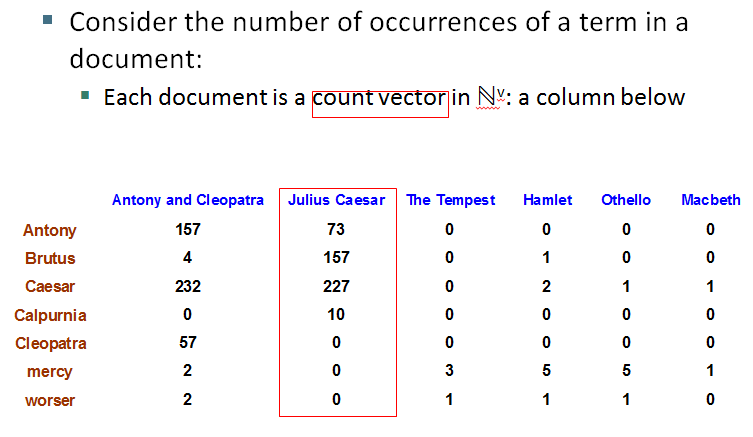 Consider the number of occurrences of a term in a
document:
Each document is a count vector in ℕᵛ: a column below
Antony and Cleopatra Julius Caesar The Tempest Hamlet Othello Macbeth
Antony 157 73 0 0 0 0
Brutus 4 157 0 1 0 0
Caesar 232 227 0 2 1 1
Calpurnia 0 10 0 0 0 0
Cleopatra 57 0 0 0 0 0
mercy 2 0 3 5 5 1
worser 2 0 1 1 1 0